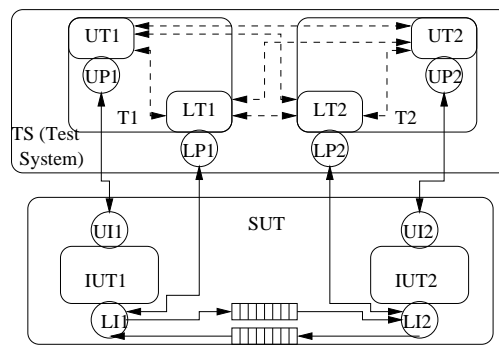 UT1
UT2
UP1
UP2
TS (Test
System)
T1
LT1
LT2
T2
LP1
LP2
UI1
SUT
UI2
IUT1
IUT2
LI1
LI2